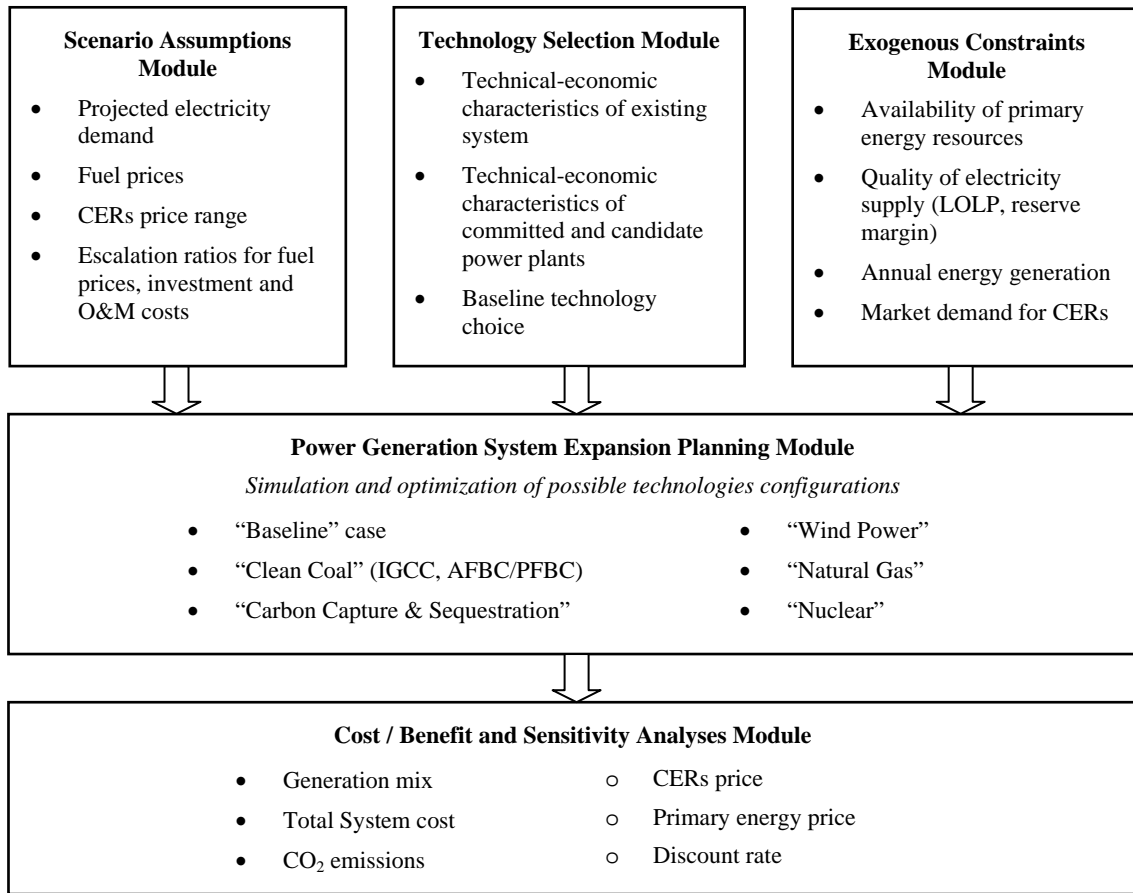 Scenario Assumptions
Module
• Projected electricity
demand
• Fuel prices
• CERs price range
• Escalation ratios for fuel
prices, investment and
O&M costs
Technology Selection Module
• Technical-economic
characteristics of existing
system
• Technical-economic
characteristics of
committed and candidate
power plants
• Baseline technology
choice
Exogenous Constraints
Module
• Availability of primary
energy resources
• Quality of electricity
supply (LOLP, reserve
margin)
• Annual energy generation
• Market demand for CERs
Power Generation System Expansion Planning Module
Simulation and optimization of possible technologies configurations
• “Baseline” case
• “Clean Coal” (IGCC, AFBC/PFBC)
• “Carbon Capture & Sequestration”
• “Wind Power”
• “Natural Gas”
• “Nuclear”
Cost / Benefit and Sensitivity Analyses Module
• Generation mix
• Total System cost
• CO₂ emissions
o CERs price
o Primary energy price
o Discount rate